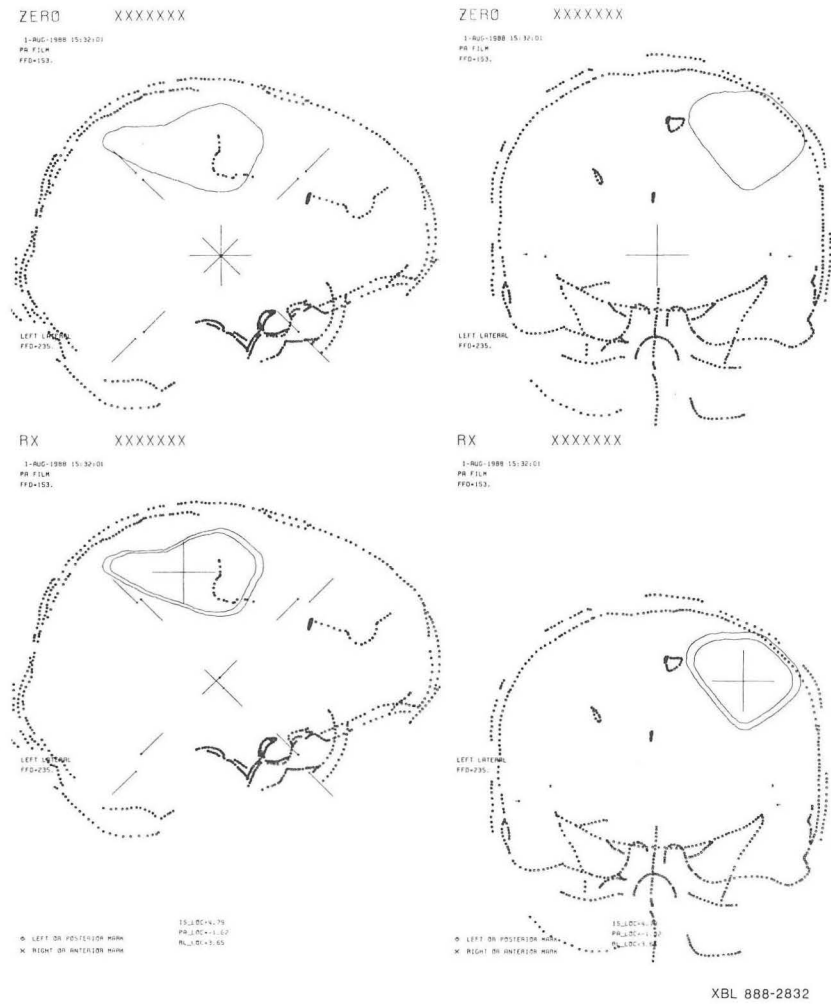 ZERO XXXXXXX
1-AUG-1988 15:32:01
PA FILM
FFD=153.
LEFT LATERAL
FFD=235.
ZERO XXXXXXX
1-AUG-1988 15:32:01
PA FILM
FFD=153.
LEFT LATERAL
FFD=235.
RX XXXXXXX
1-AUG-1988 15:32:01
PA FILM
FFD=153.
LEFT LATERAL
FFD=235.
IS_LOC=4.79
PA_LOC=-1.62
RL_LOC=3.65
LEFT OR POSTERIOR MARK
RIGHT OR ANTERIOR MARK
RX XXXXXXX
1-AUG-1988 15:32:01
PA FILM
FFD=153.
LEFT LATERAL
FFD=235.
LEFT OR POSTERIOR MARK
RIGHT OR ANTERIOR MARK
XBL 888-2832